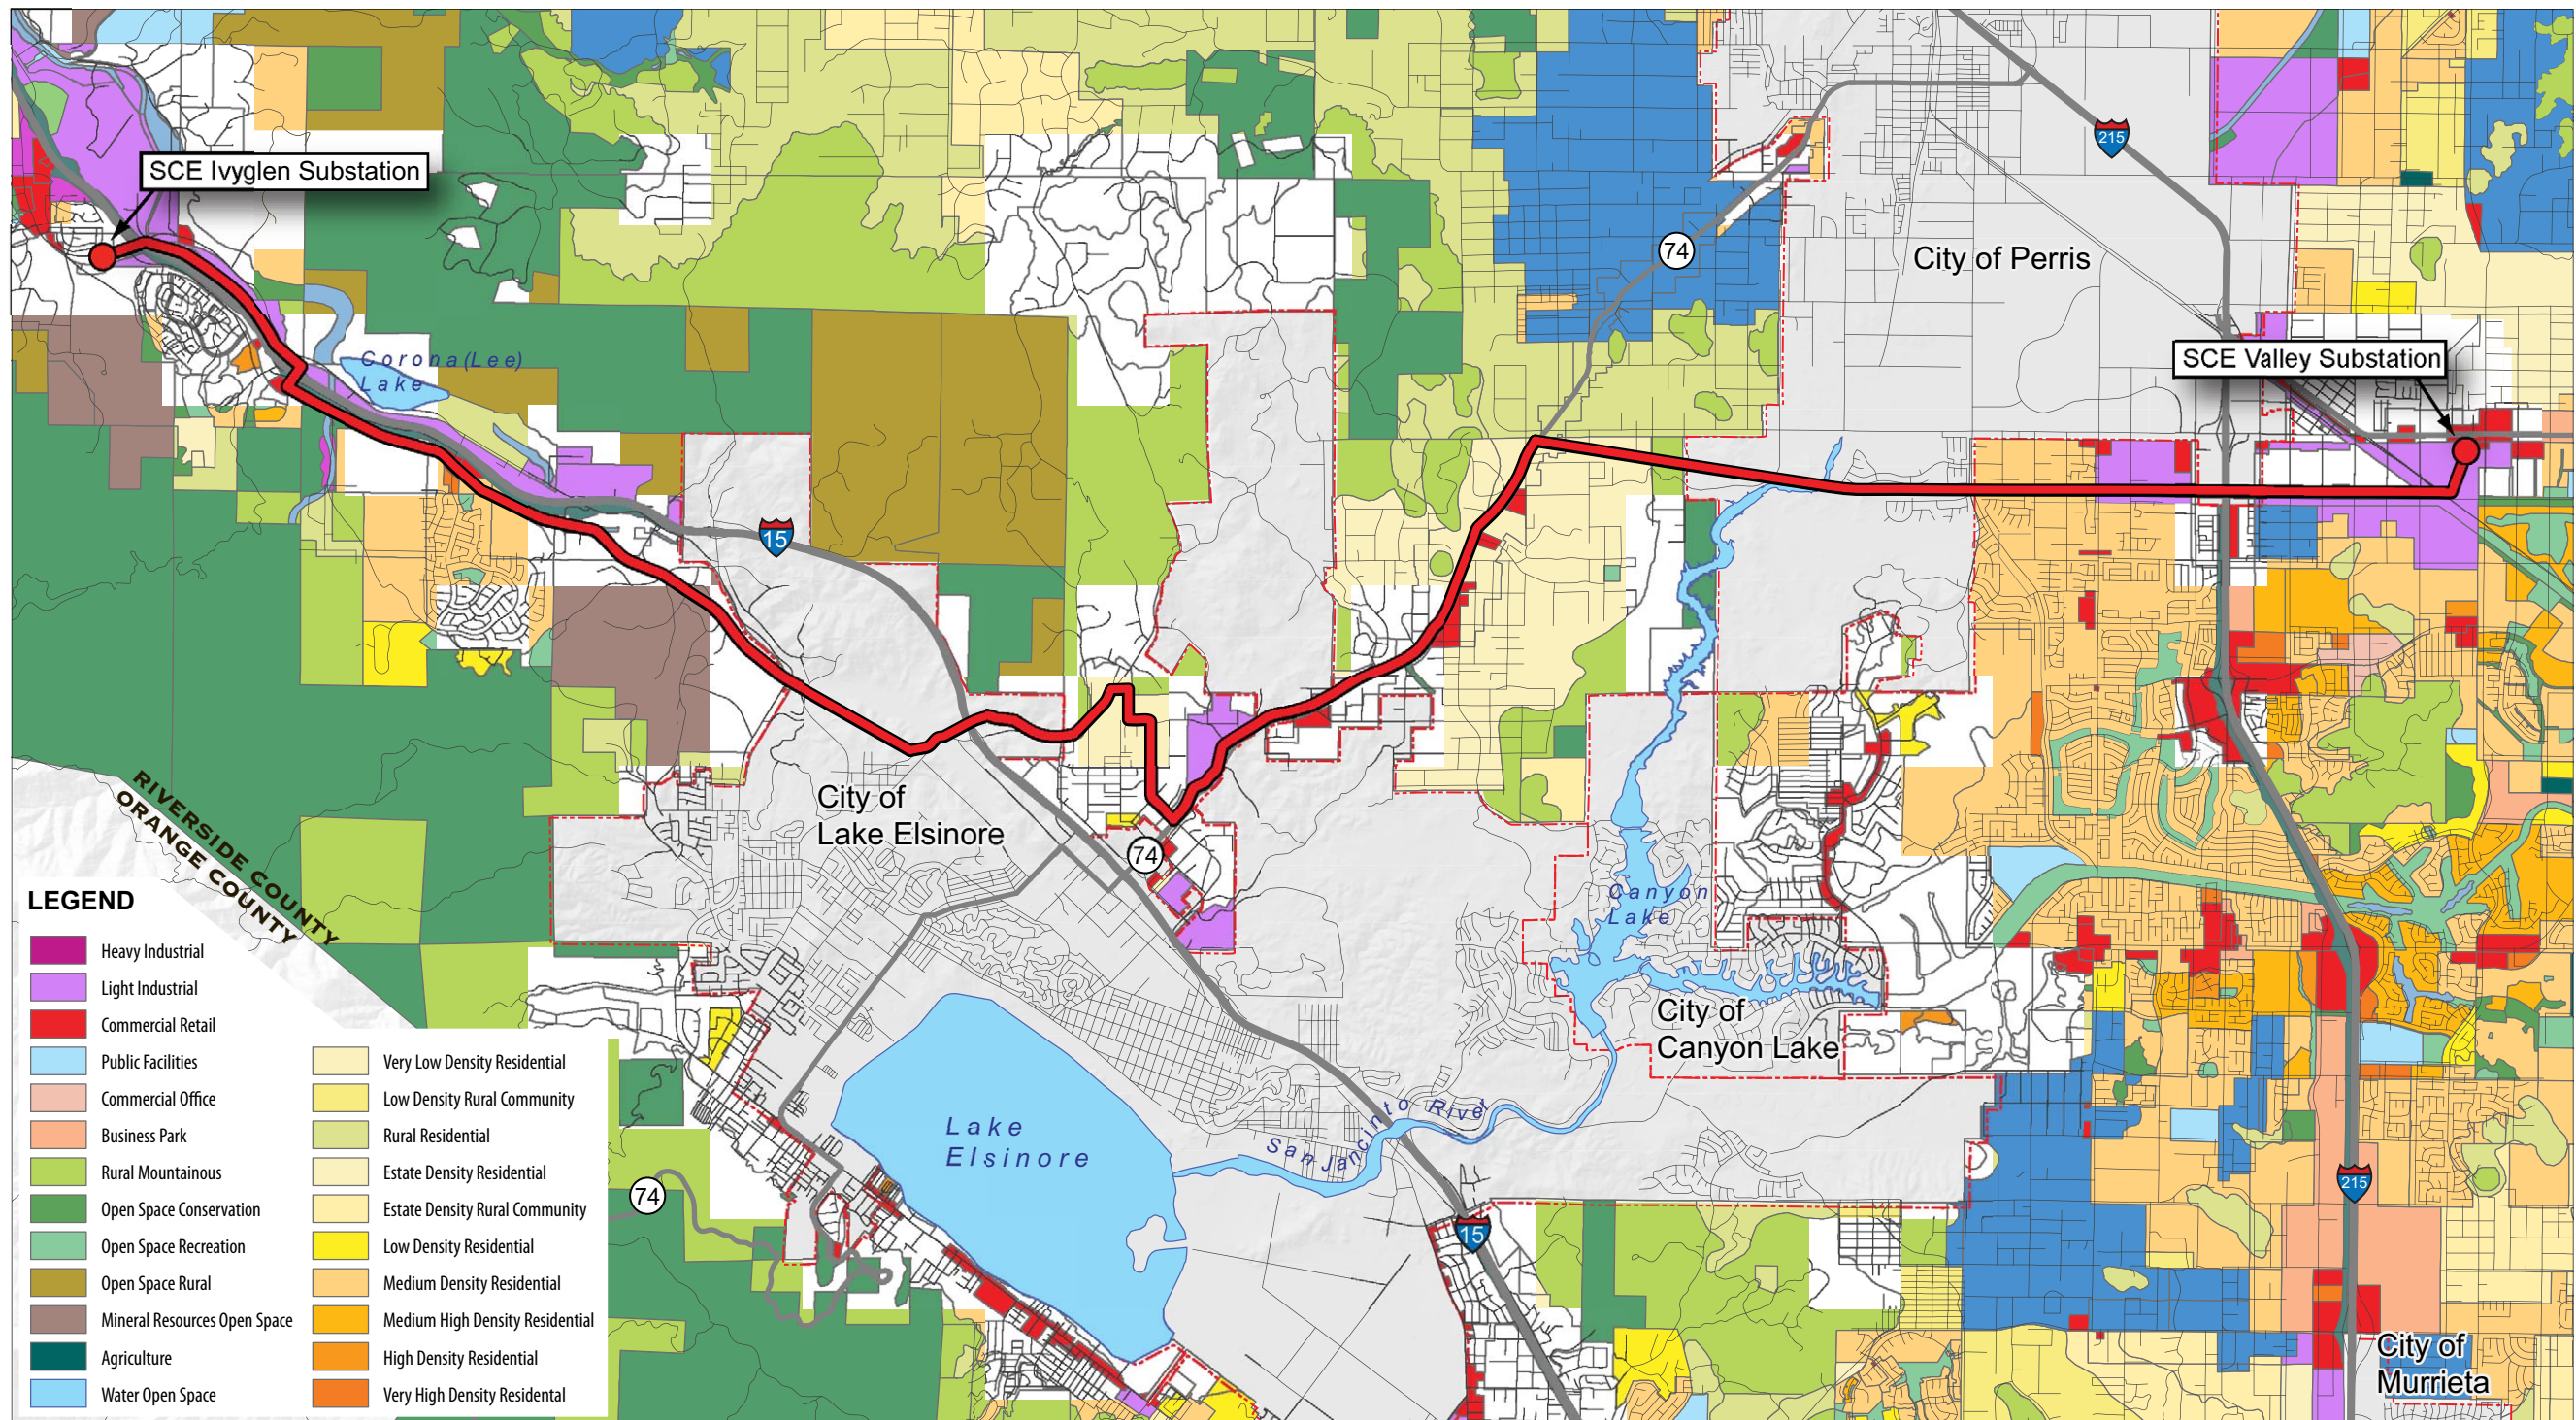 SCE Ivyglen Substation
215
74
City of Perris
SCE Valley Substation
Corona (Lee)
Lake
15
RIVERSIDE COUNTY
ORANGE COUNTY
City of
Lake Elsinore
74
Canyon
Lake
City of
Canyon Lake
Lake
Elsinore
San Jancinto River
74
15
215
City of
Murrieta
LEGEND
Heavy Industrial
Light Industrial
Commercial Retail
Public Facilities
Commercial Office
Business Park
Rural Mountainous
Open Space Conservation
Open Space Recreation
Open Space Rural
Mineral Resources Open Space
Agriculture
Water Open Space
Very Low Density Residential
Low Density Rural Community
Rural Residential
Estate Density Residential
Estate Density Rural Community
Low Density Residential
Medium Density Residential
Medium High Density Residential
High Density Residential
Very High Density Residental